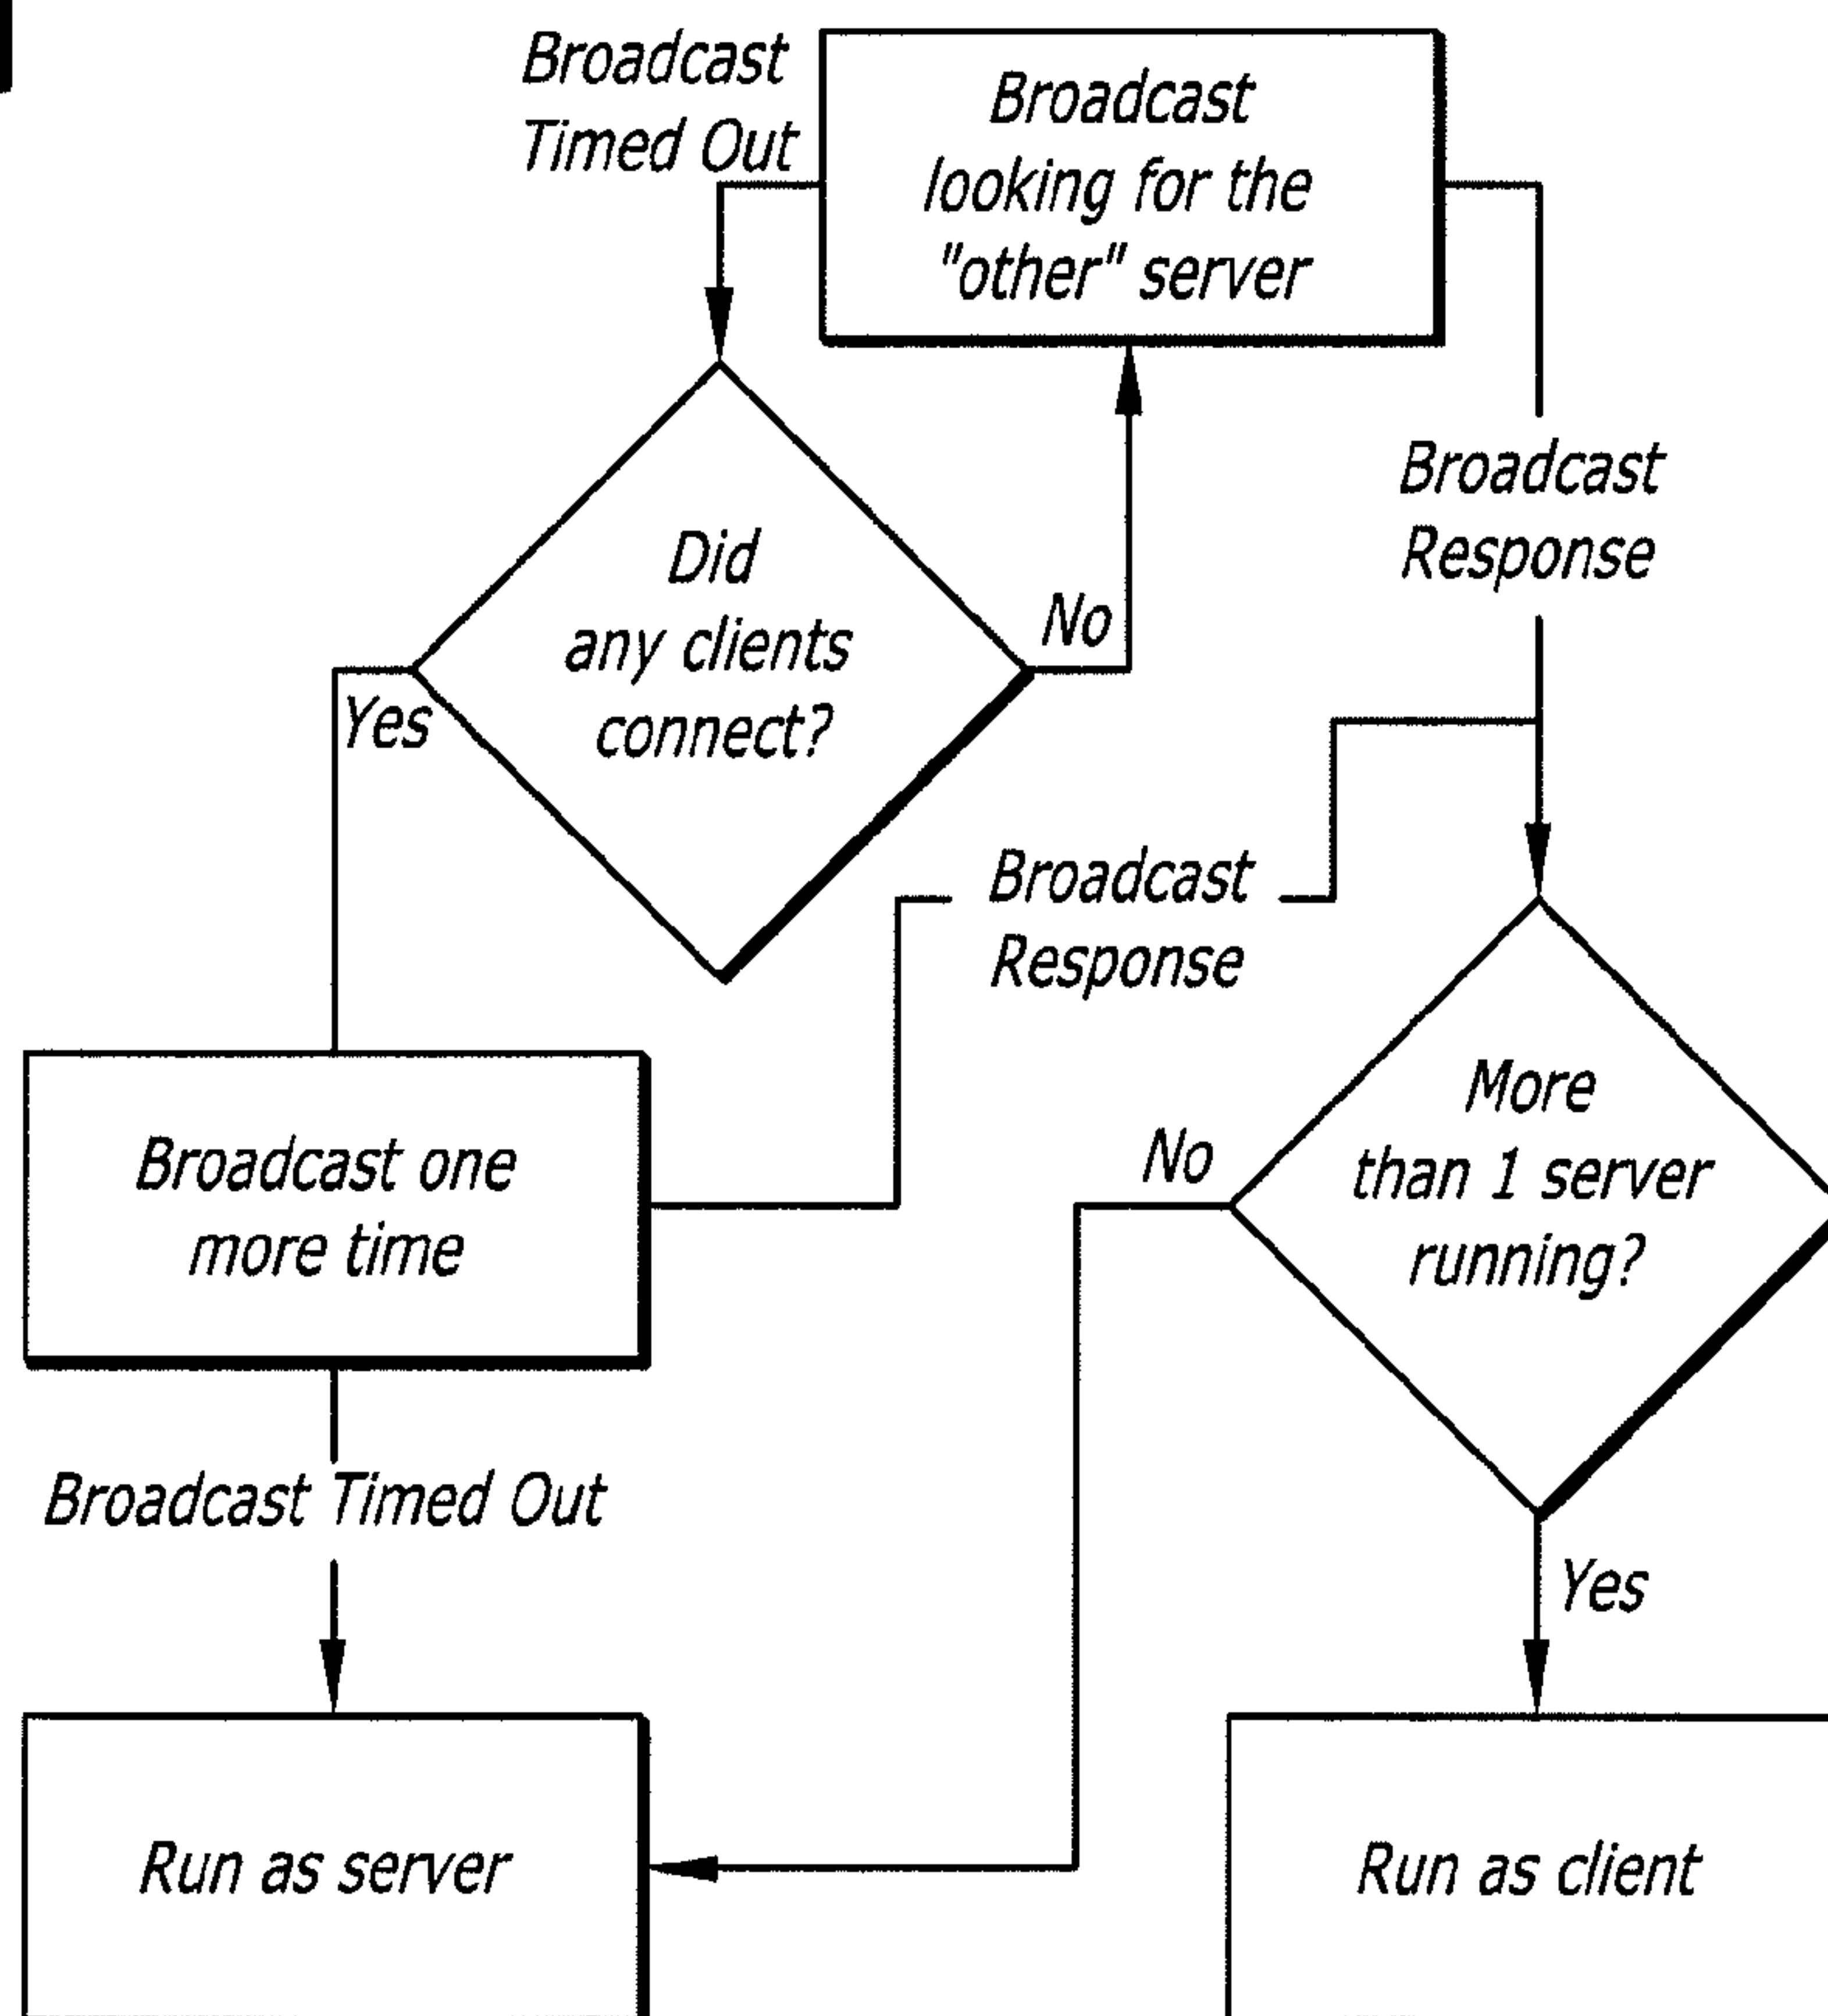 Broadcast
Timed Out
Broadcast
looking for the
"other" server
Broadcast
Response
Did
any clients
connect?
No
Yes
Broadcast
Response
More
than 1 server
running?
No
Broadcast one
more time
Broadcast Timed Out
Yes
Run as server
Run as client